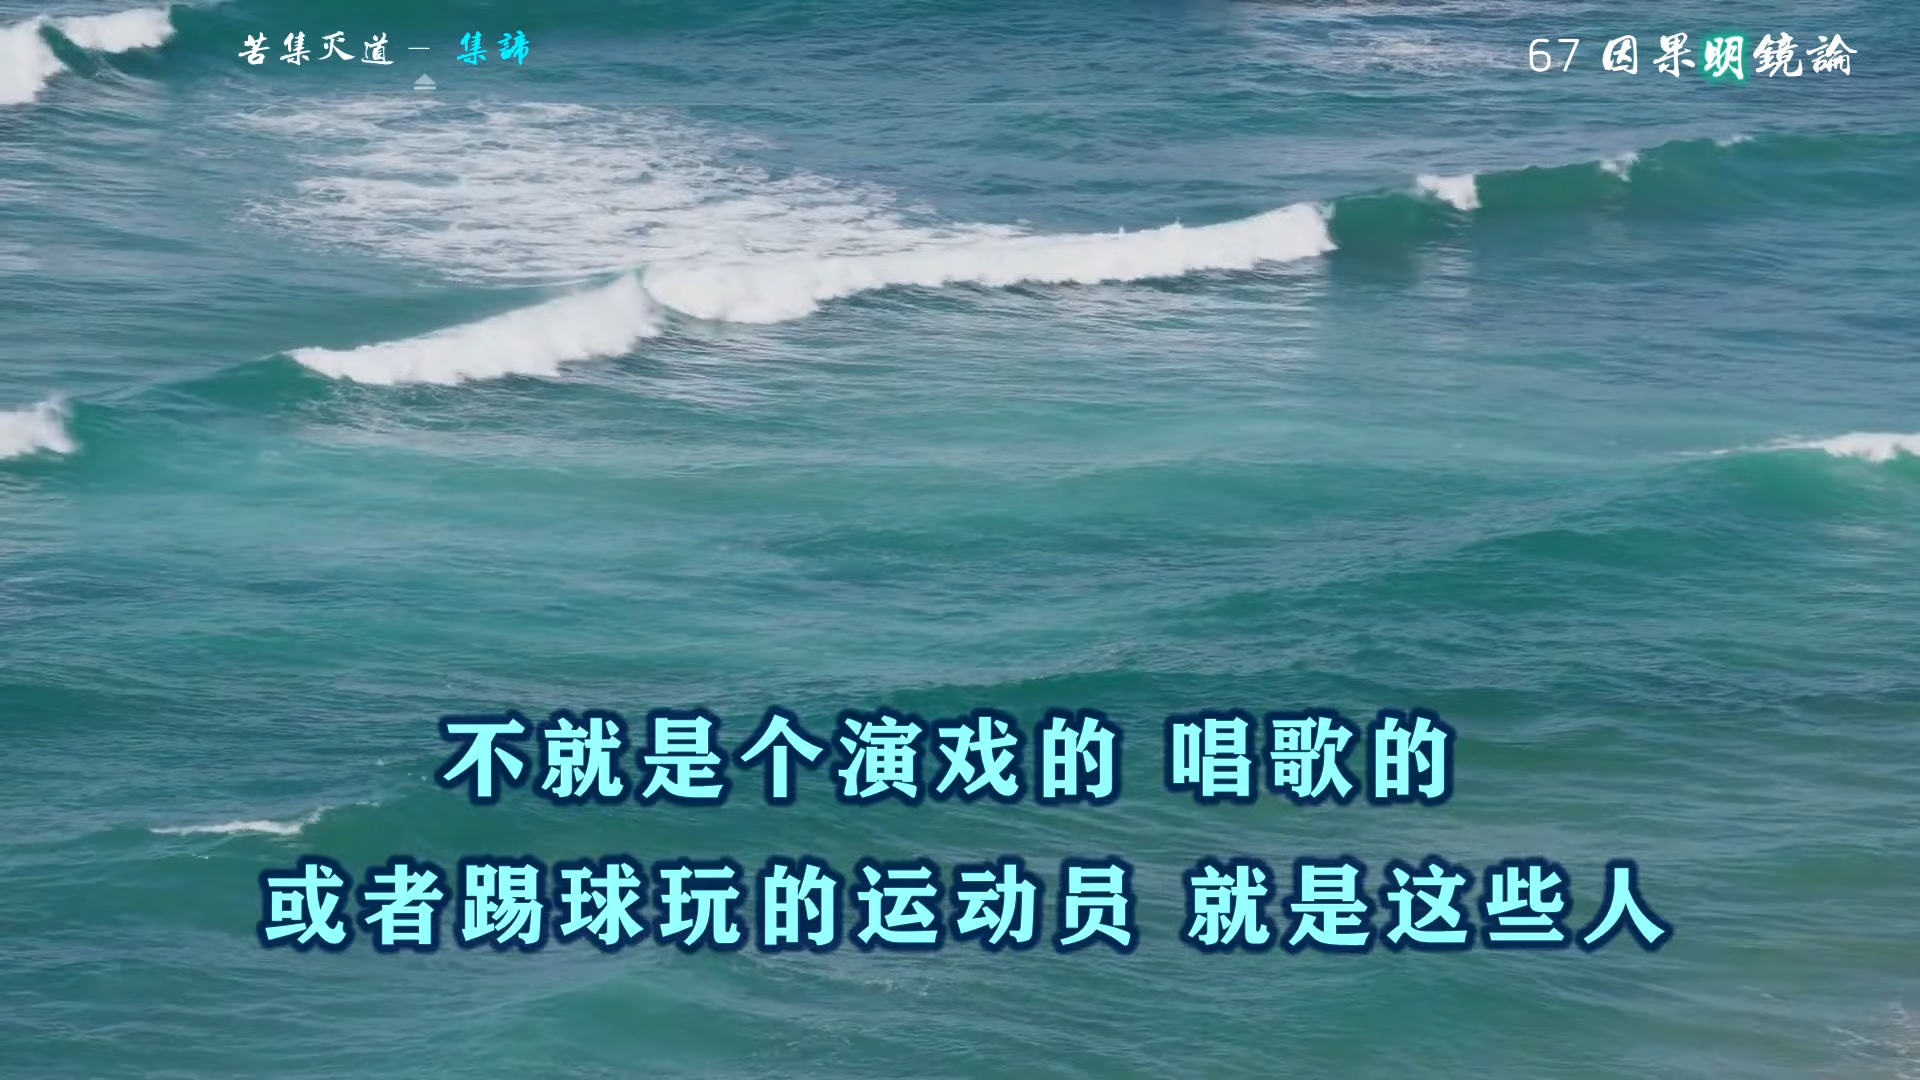 苦集灭道 — 集諦
67 因果明鏡論
不就是个演戏的 唱歌的
或者踢球玩的运动员 就是这些人